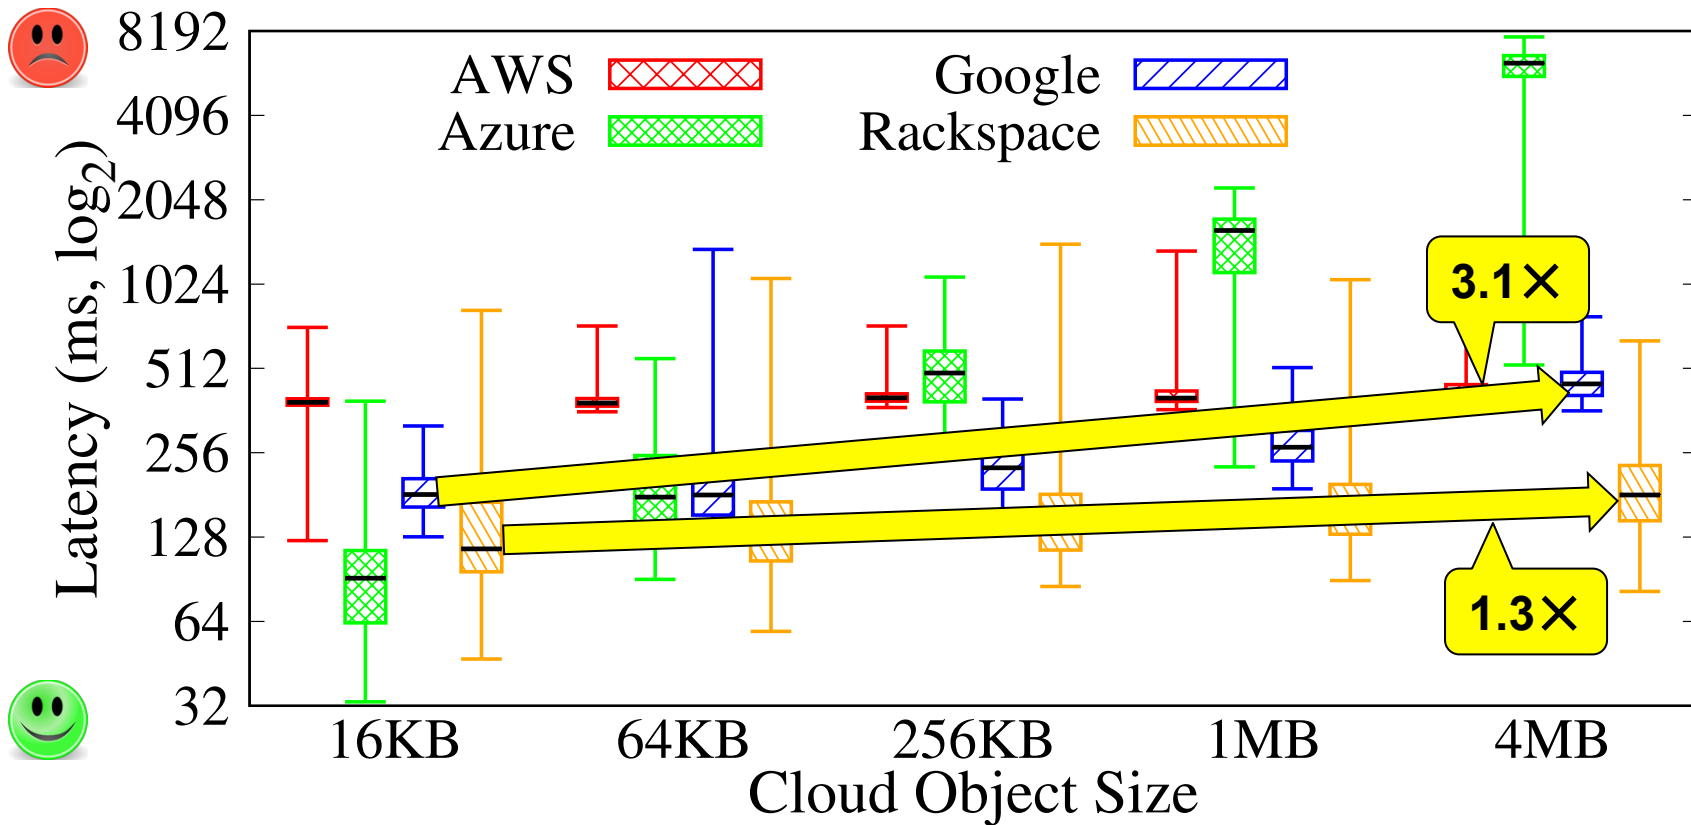 8192
4096
2048
1024
512
256
128
64
32
Latency (ms, log2)
AWS
Azure
Google
Rackspace
3.1×
1.3×
16KB 64KB 256KB 1MB 4MB
Cloud Object Size